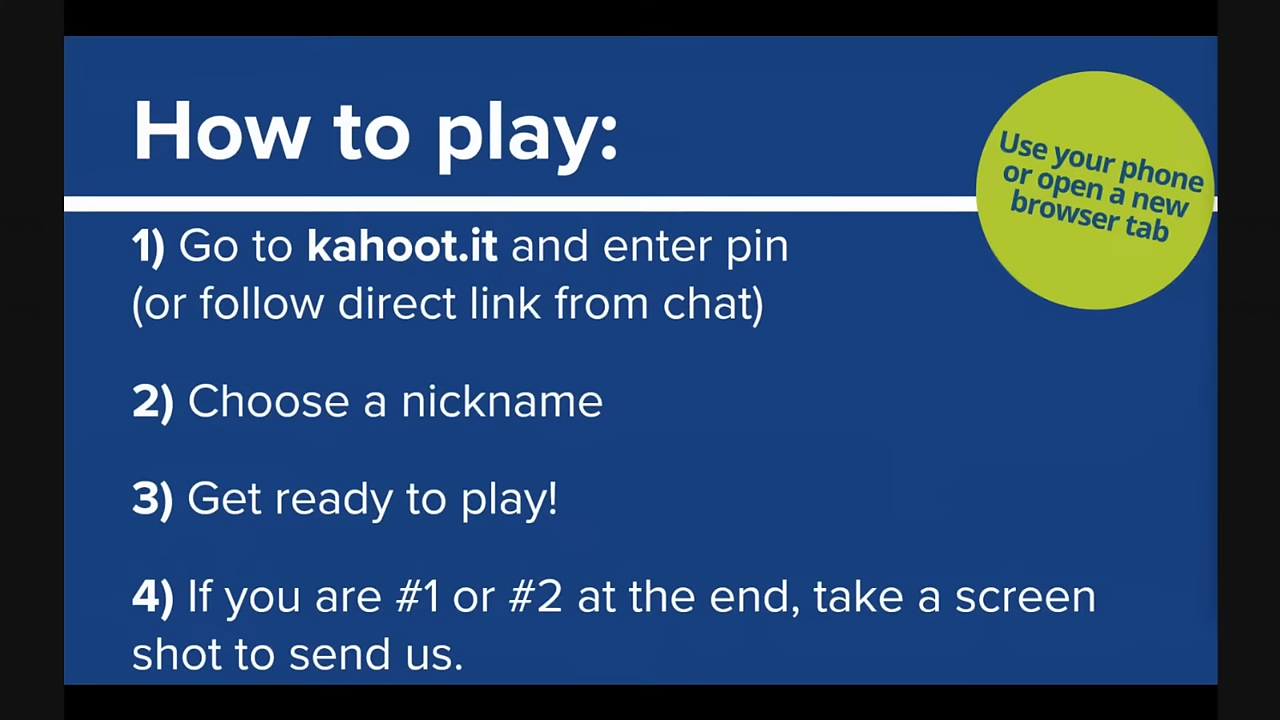 How to play:
Use your phone
or open a new
browser tab
1) Go to kahoot.it and enter pin
(or follow direct link from chat)
2) Choose a nickname
3) Get ready to play!
4) If you are #1 or #2 at the end, take a screen
shot to send us.